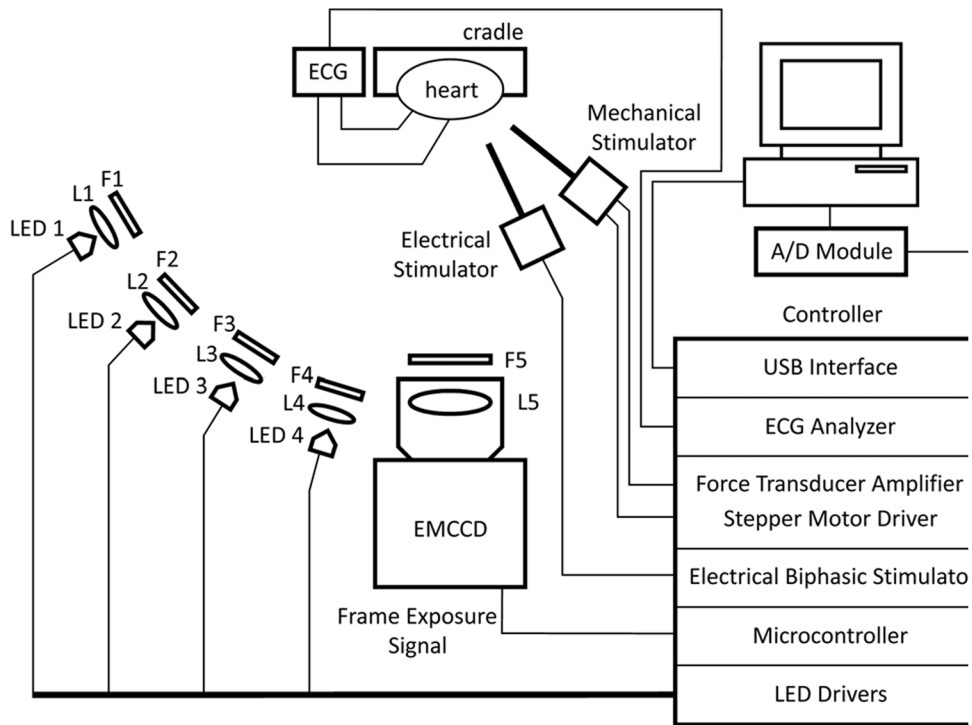 cradle
ECG
heart
Mechanical
Stimulator
F1
L1
LED 1
Electrical
Stimulator
A/D Module
F2
L2
LED 2
Controller
F3
L3
LED 3
F4
L4
LED 4
F5
L5
USB Interface
ECG Analyzer
Force Transducer Amplifier
Stepper Motor Driver
EMCCD
Electrical Biphasic Stimulato
Frame Exposure
Signal
Microcontroller
LED Drivers